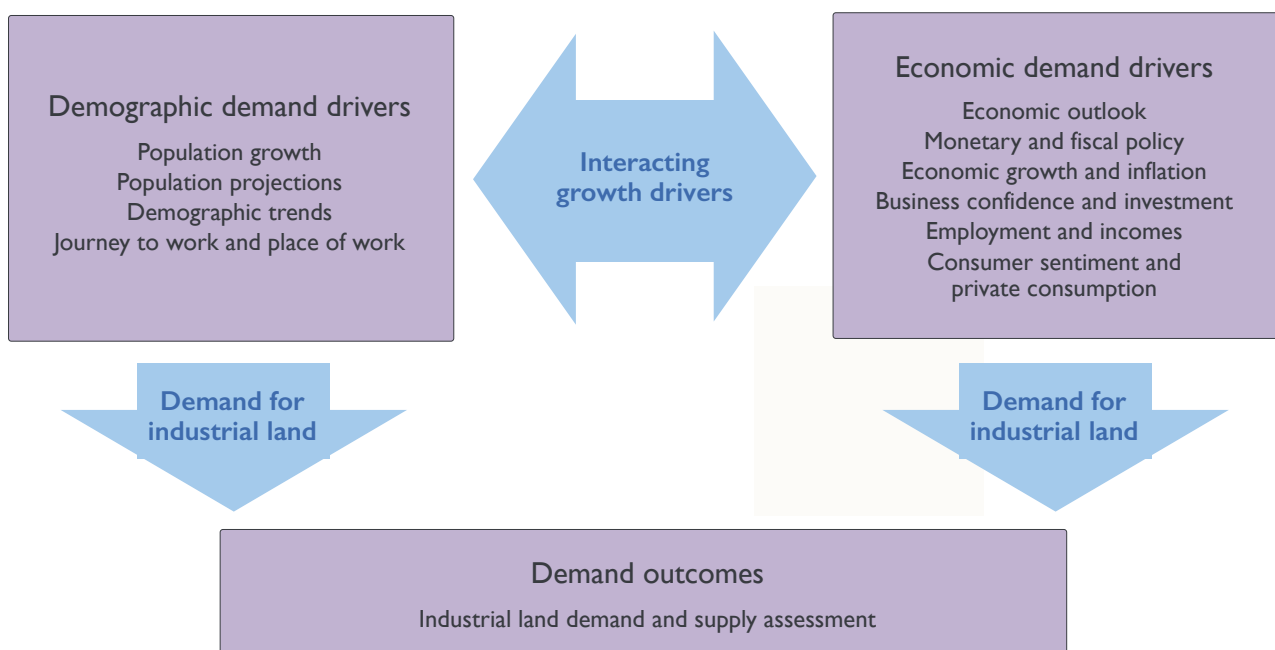 Demographic demand drivers
Population growth
Population projections
Demographic trends
Journey to work and place of work
Interacting
growth drivers
Economic demand drivers
Economic outlook
Monetary and fiscal policy
Economic growth and inflation
Business confidence and investment
Employment and incomes
Consumer sentiment and
private consumption
Demand for
industrial land
Demand for
industrial land
Demand outcomes
Industrial land demand and supply assessment